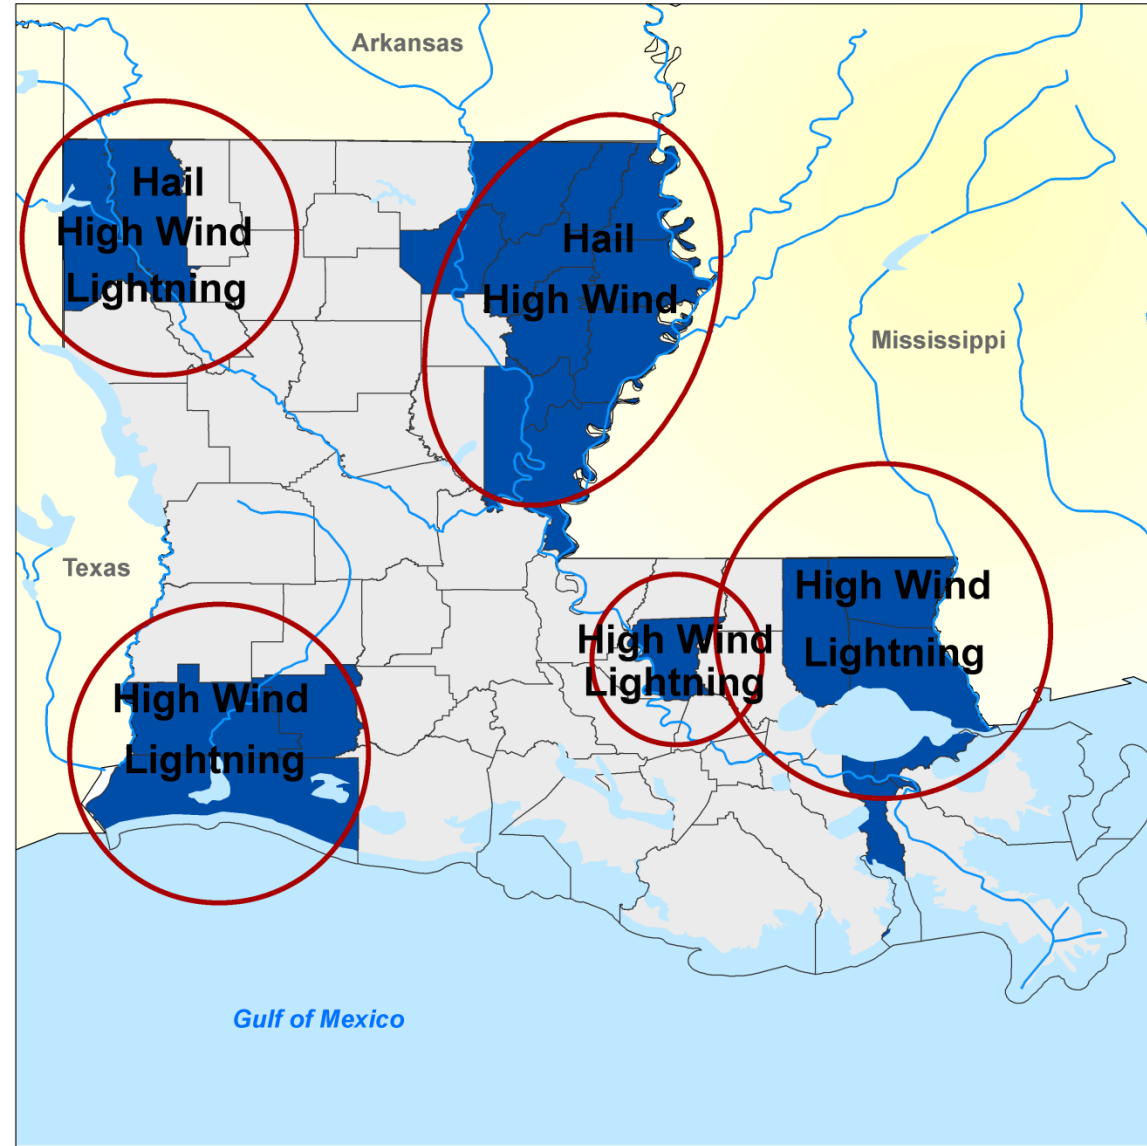 Arkansas
Hail
High Wind
Lightning
Hail
High Wind
Mississippi
Texas
High Wind
Lightning
High Wind
Lightning
High Wind
Lightning
Gulf of Mexico